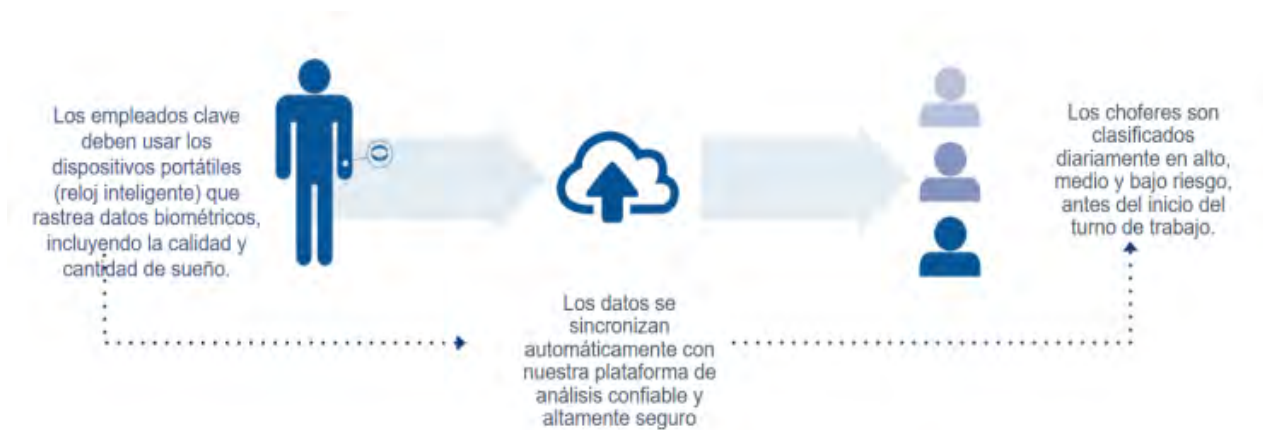 Los empleados clave
deben usar los
dispositivos portátiles
(reloj inteligente) que
rastrea datos biométricos,
incluyendo la calidad y
cantidad de sueño.
Los datos se
sincronizan
automáticamente con
nuestra plataforma de
análisis confiable y
altamente seguro
Los choferes son
clasificados
diariamente en alto,
medio y bajo riesgo,
antes del inicio del
turno de trabajo.